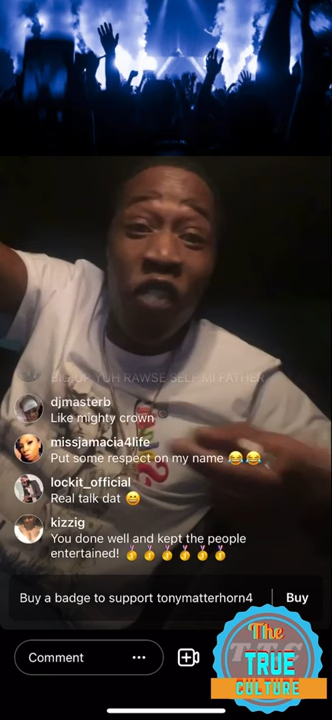 BIG UP YUH RAWSE SELF MI FATHER
djmasterb
Like mighty crown
missjamacia4life
Put some respect on my name 😂😂
lockit_official
Real talk dat 😄
kizzig
You done well and kept the people
entertained! 🥇🥇🥇🥇🥇🥇
Buy a badge to support tonymatterhorn4
Buy
Comment
The
TTC
TRUE
CULTURE